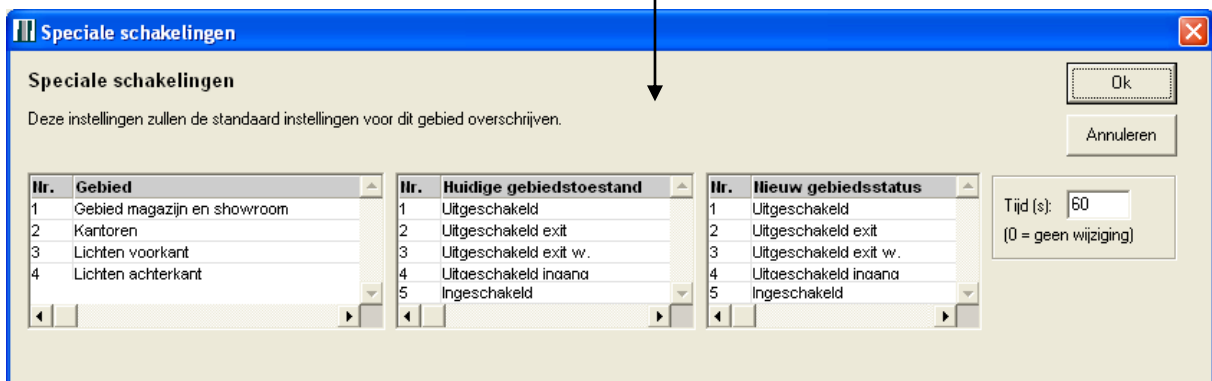 Speciale schakelingen
Speciale schakelingen
Ok
Deze instellingen zullen de standaard instellingen voor dit gebied overschrijven.
Annuleren
Nr. Gebied
1 Gebied magazijn en showroom
2 Kantoren
3 Lichten voorkant
4 Lichten achterkant
Nr. Huidige gebiedstoestand
1 Uitgeschakeld
2 Uitgeschakeld exit
3 Uitgeschakeld exit w.
4 Uitgeschakeld ingang
5 Ingeschakeld
Nr. Nieuw gebiedsstatus
1 Uitgeschakeld
2 Uitgeschakeld exit
3 Uitgeschakeld exit w.
4 Uitgeschakeld ingang
5 Ingeschakeld
Tijd (s): 60
(0 = geen wijziging)